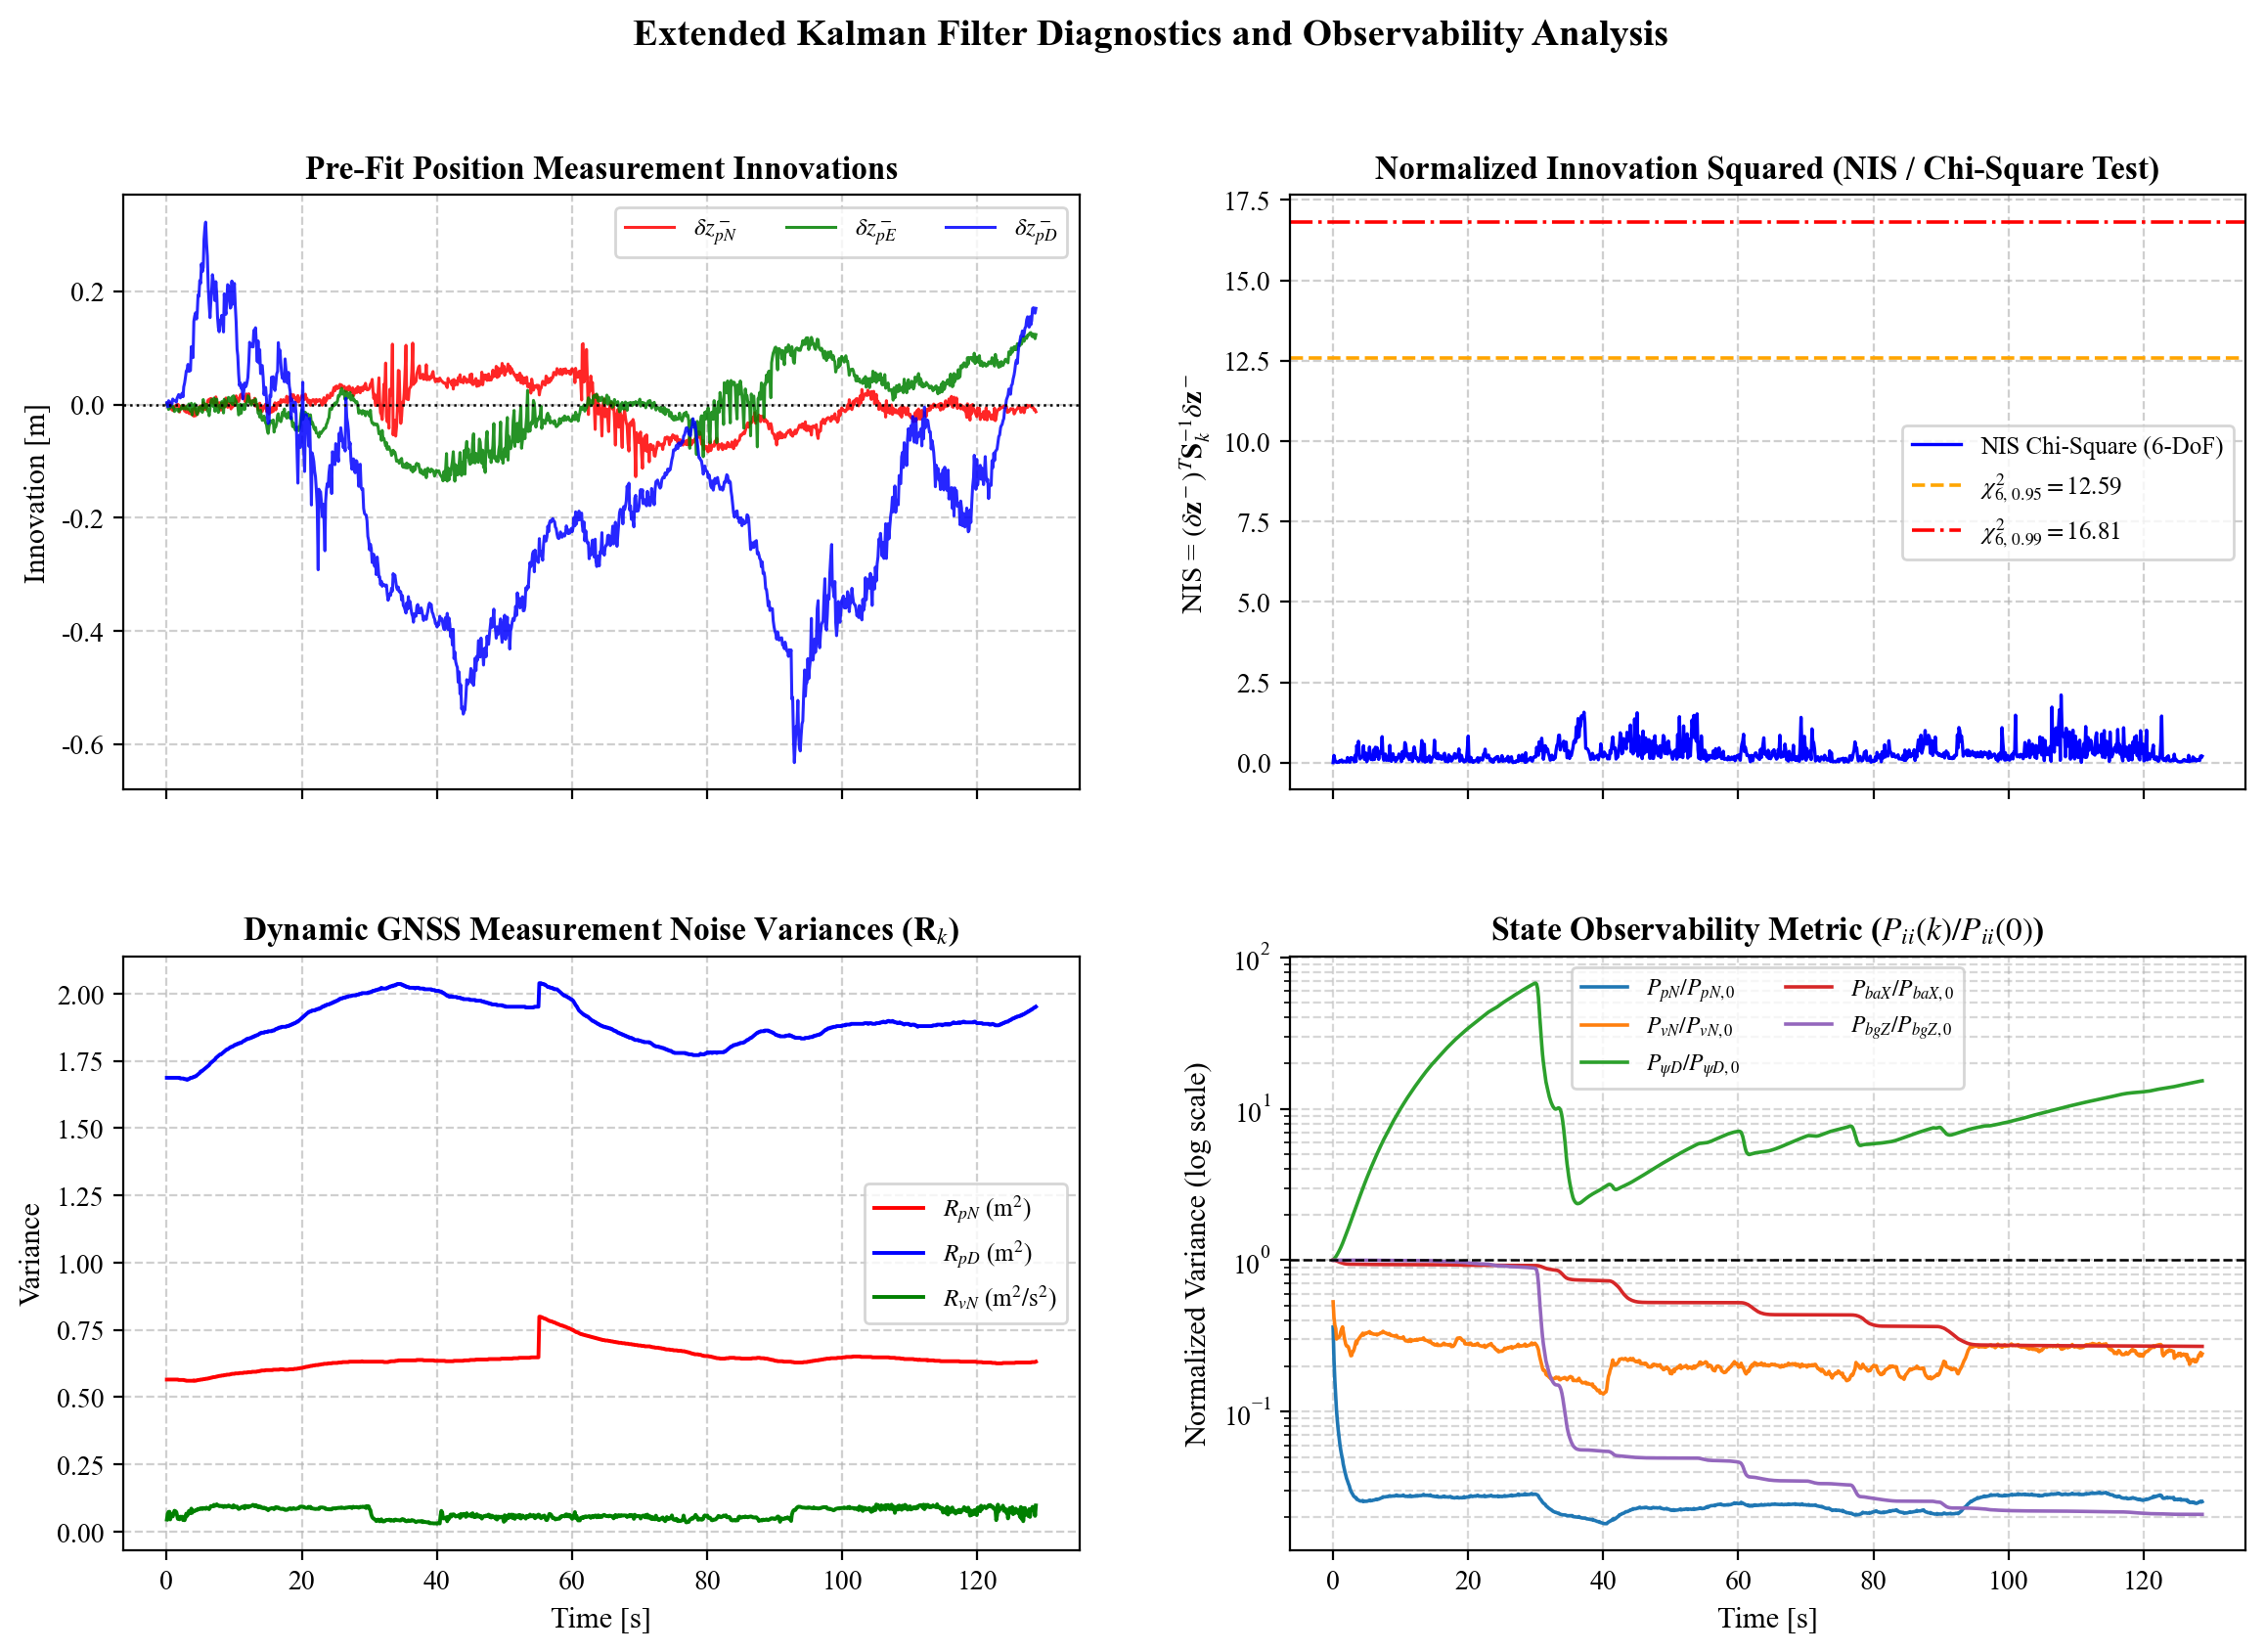 Extended Kalman Filter Diagnostics and Observability Analysis
Pre-Fit Position Measurement Innovations
δz⁻pN δz⁻pE δz⁻pD
Innovation [m]
0.2
0.0
-0.2
-0.4
-0.6
Normalized Innovation Squared (NIS / Chi-Square Test)
NIS = (δz⁻)ᵀS⁻¹ₖδz⁻
17.5
15.0
12.5
10.0
7.5
5.0
2.5
0.0
NIS Chi-Square (6-DoF)
χ²6, 0.95 = 12.59
χ²6, 0.99 = 16.81
Dynamic GNSS Measurement Noise Variances (Rₖ)
Variance
2.00
1.75
1.50
1.25
1.00
0.75
0.50
0.25
0.00
RpN (m²)
RpD (m²)
RvN (m²/s²)
0 20 40 60 80 100 120
Time [s]
State Observability Metric (Pii(k)/Pii(0))
Normalized Variance (log scale)
10²
10¹
10⁰
10⁻¹
PpN/PpN,0 PbaX/PbaX,0
PvN/PvN,0 PbgZ/PbgZ,0
PψD/PψD,0
0 20 40 60 80 100 120
Time [s]